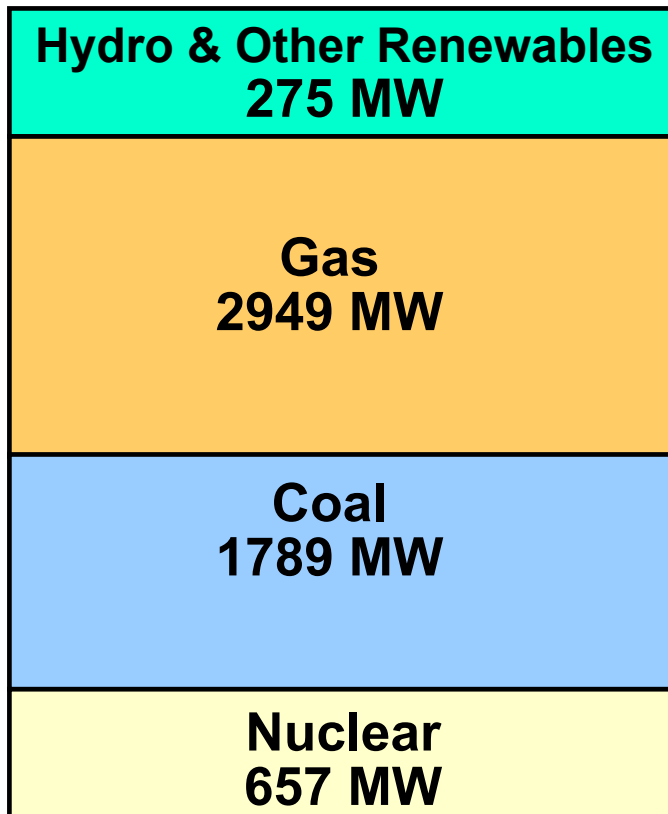 Hydro & Other Renewables
275 MW
Gas
2949 MW
Coal
1789 MW
Nuclear
657 MW